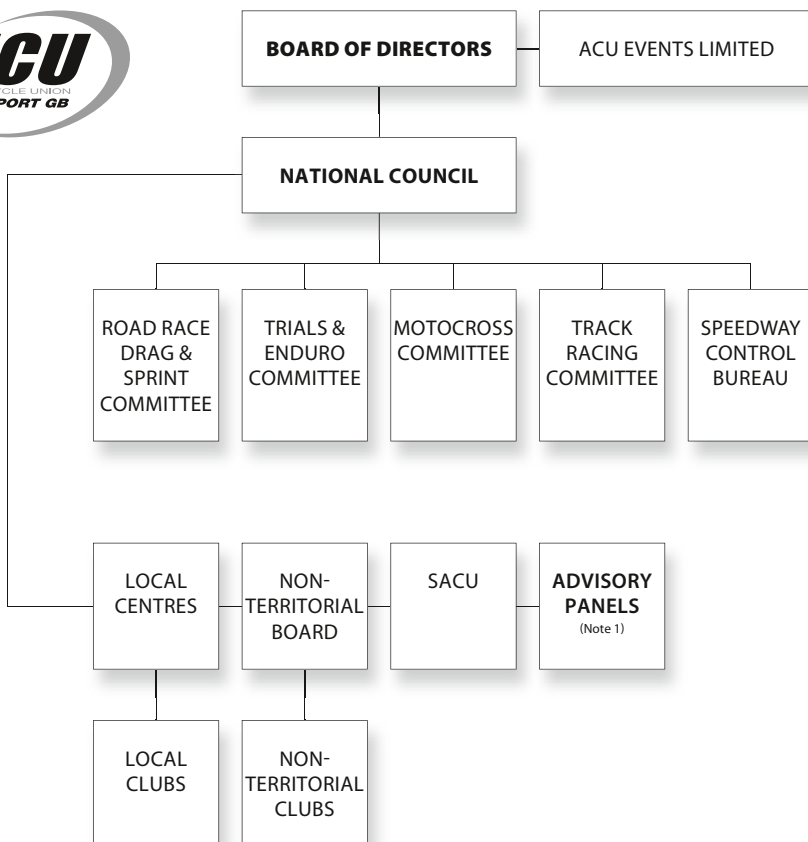 CU
CYCLE UNION
PORT GB
BOARD OF DIRECTORS
ACU EVENTS LIMITED
NATIONAL COUNCIL
ROAD RACE
DRAG &
SPRINT
COMMITTEE
TRIALS &
ENDURO
COMMITTEE
MOTOCROSS
COMMITTEE
TRACK
RACING
COMMITTEE
SPEEDWAY
CONTROL
BUREAU
LOCAL
CENTRES
NON-
TERRITORIAL
BOARD
SACU
ADVISORY
PANELS
(Note 1)
LOCAL
CLUBS
NON-
TERRITORIAL
CLUBS